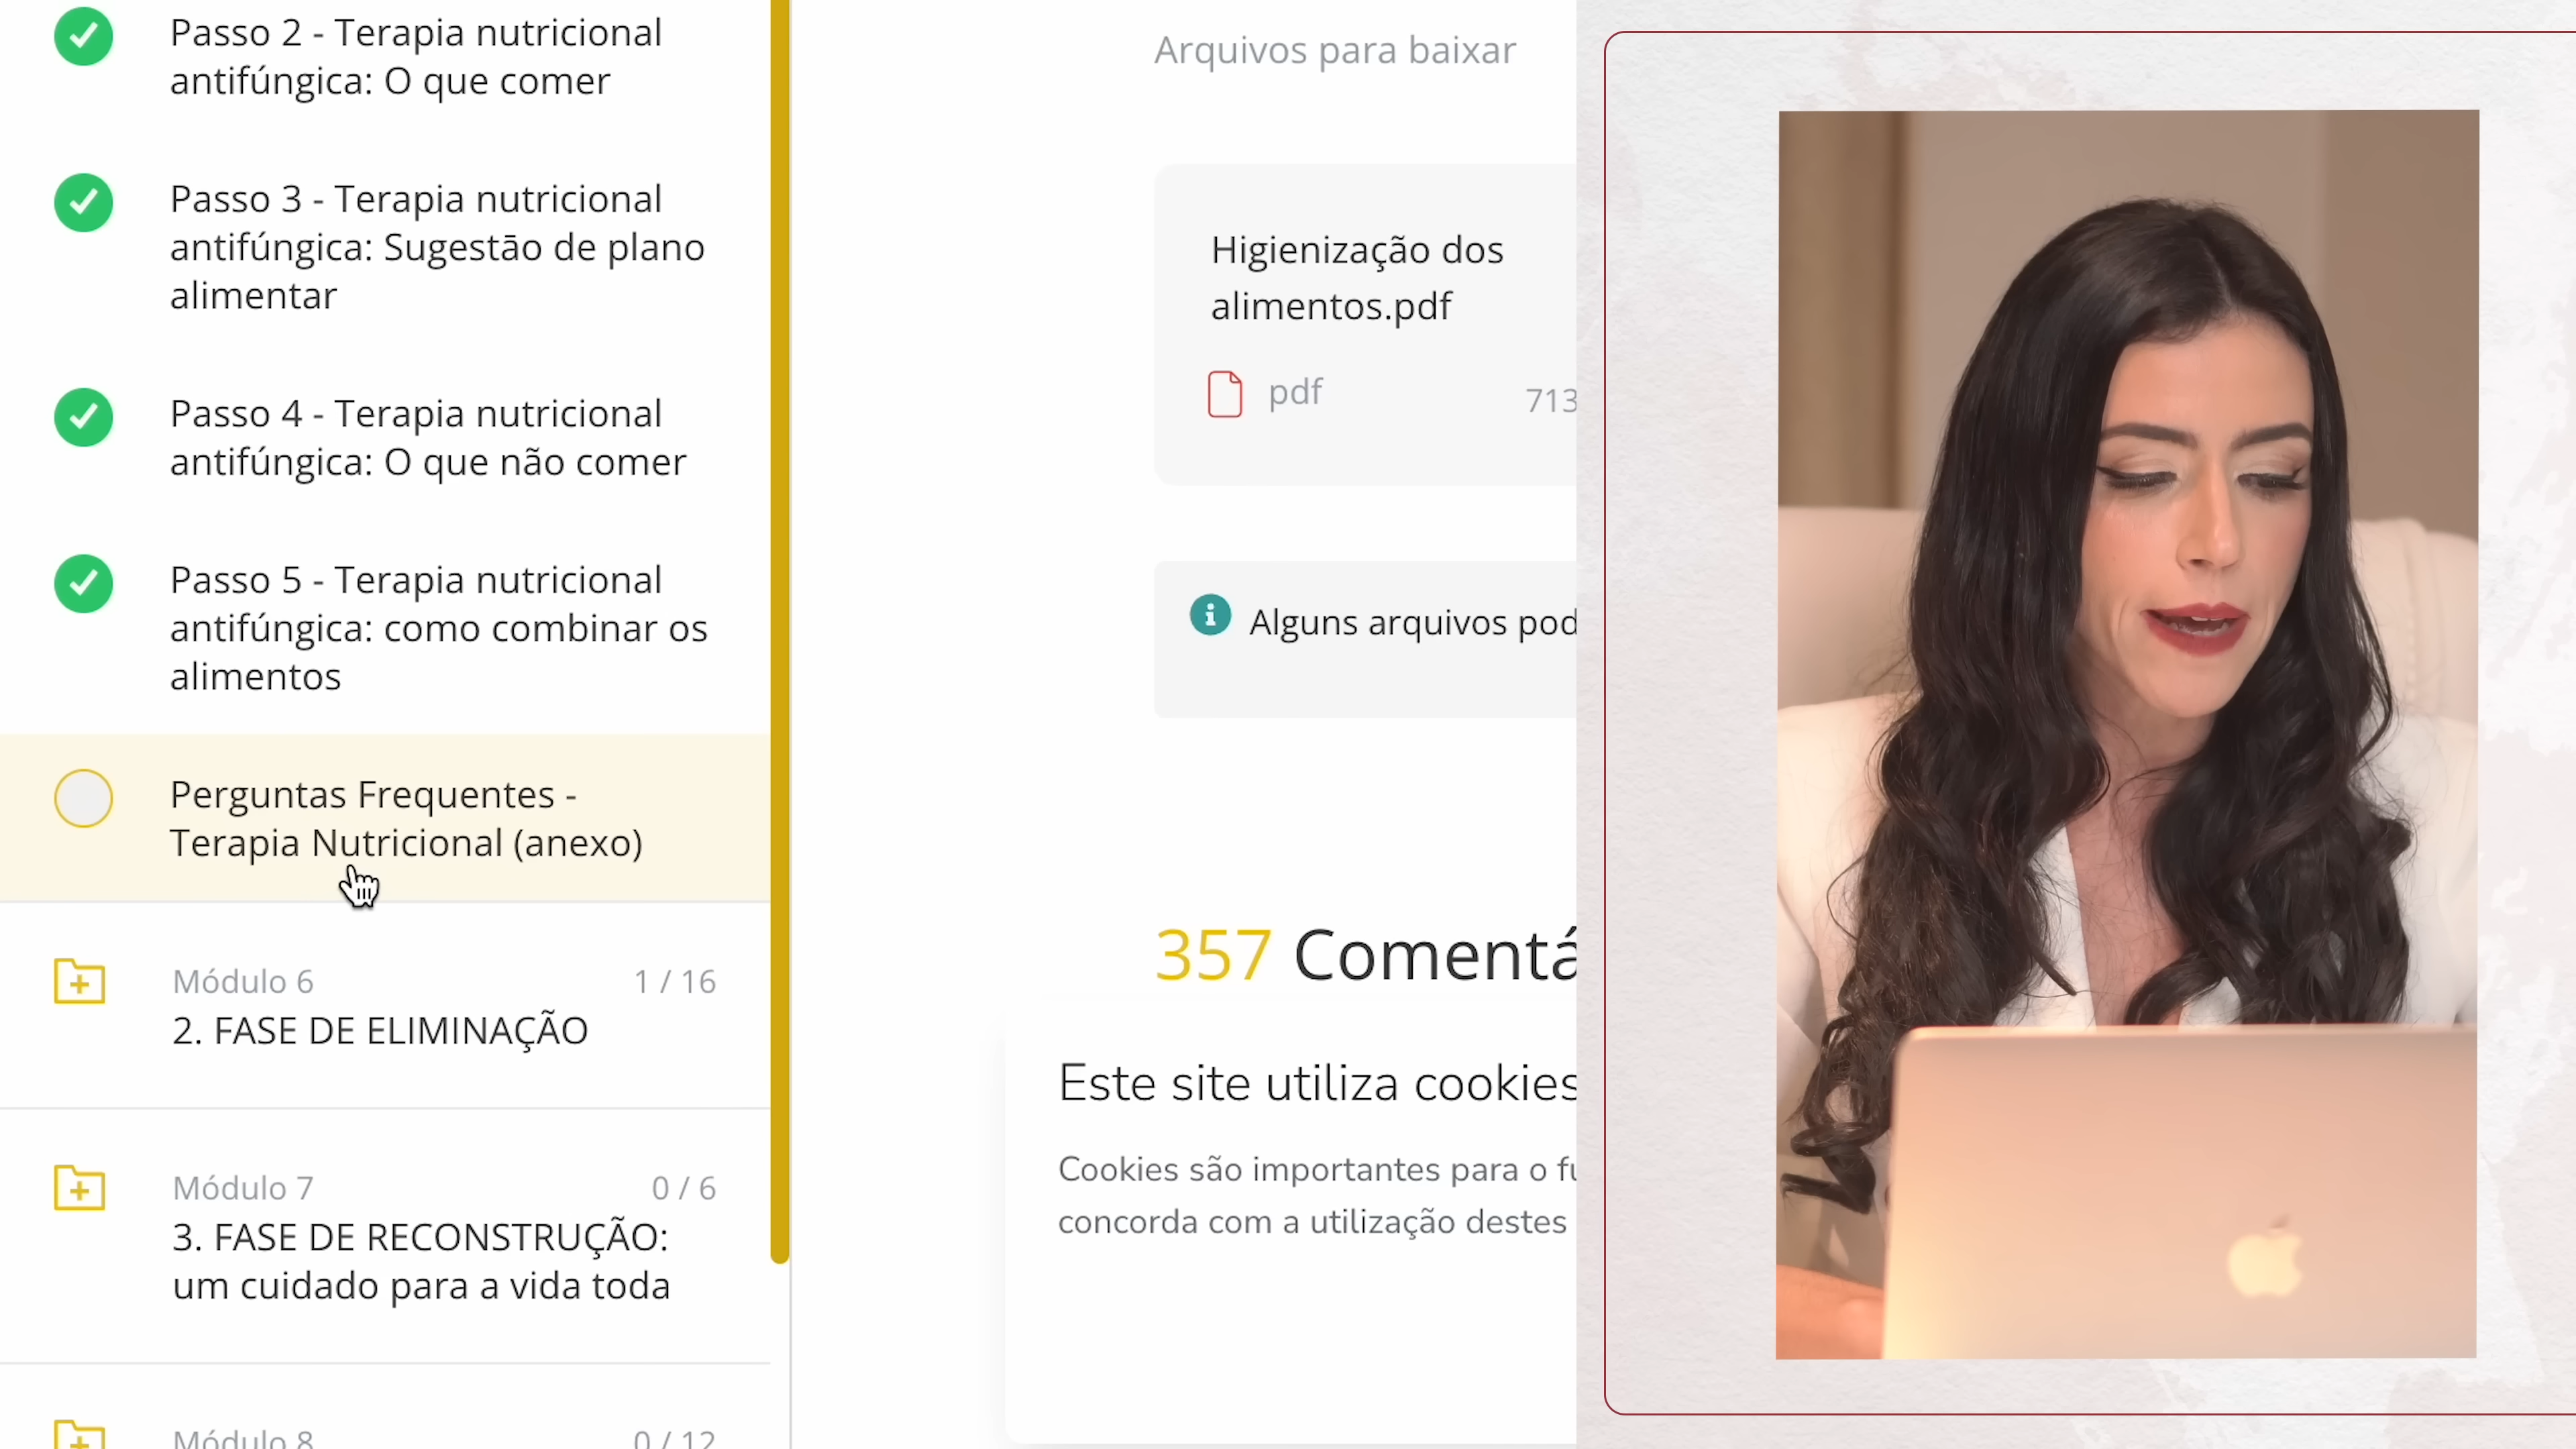 Passo 2 - Terapia nutricional
antifúngica: O que comer
Passo 3 - Terapia nutricional
antifúngica: Sugestão de plano
alimentar
Passo 4 - Terapia nutricional
antifúngica: O que não comer
Passo 5 - Terapia nutricional
antifúngica: como combinar os
alimentos
Perguntas Frequentes -
Terapia Nutricional (anexo)
Módulo 6 1 / 16
2. FASE DE ELIMINAÇÃO
Módulo 7 0 / 6
3. FASE DE RECONSTRUÇÃO:
um cuidado para a vida toda
Módulo 8 0 / 12
Arquivos para baixar
Higienização dos
alimentos.pdf
pdf 713
Alguns arquivos pod
357 Comentá
Este site utiliza cookies
Cookies são importantes para o fu
concorda com a utilização destes